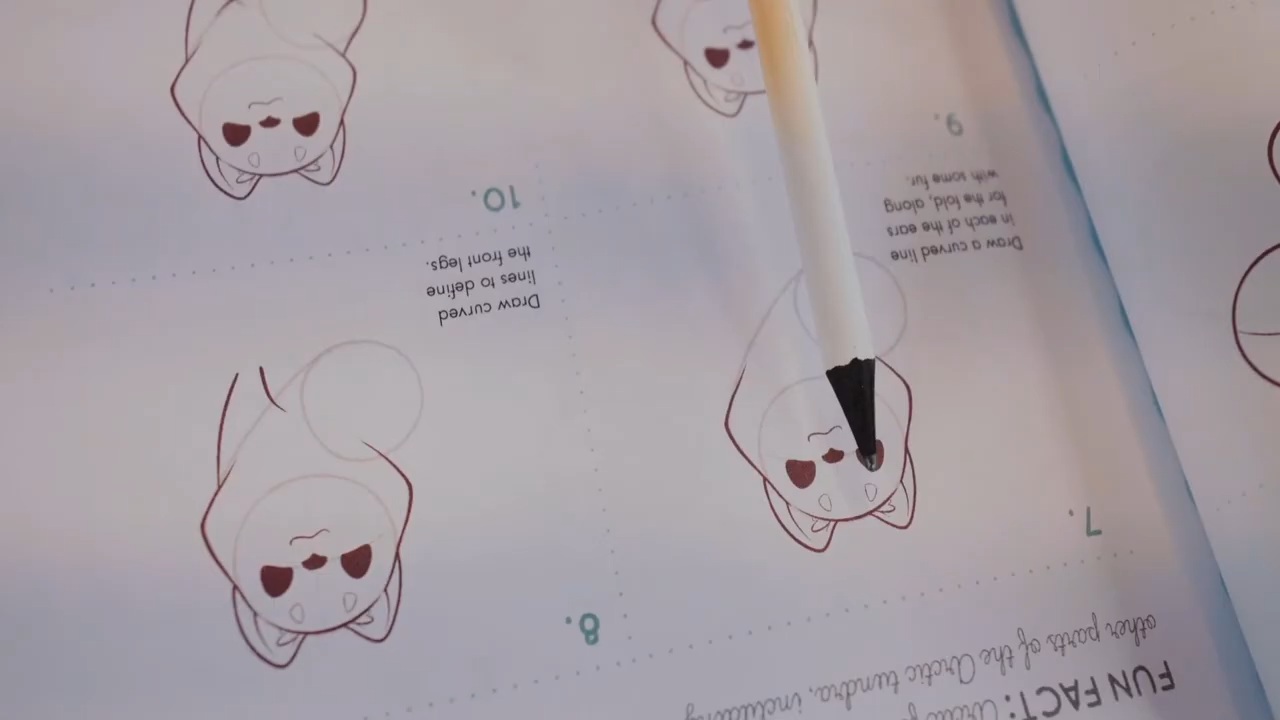 FUN FACT: Arctic
other parts of the Arctic tundra, including
7.
Draw a curved line
in each of the ears
for the fold, along
with some fur.
8.
Draw curved
lines to define
the front legs.
9.
10.